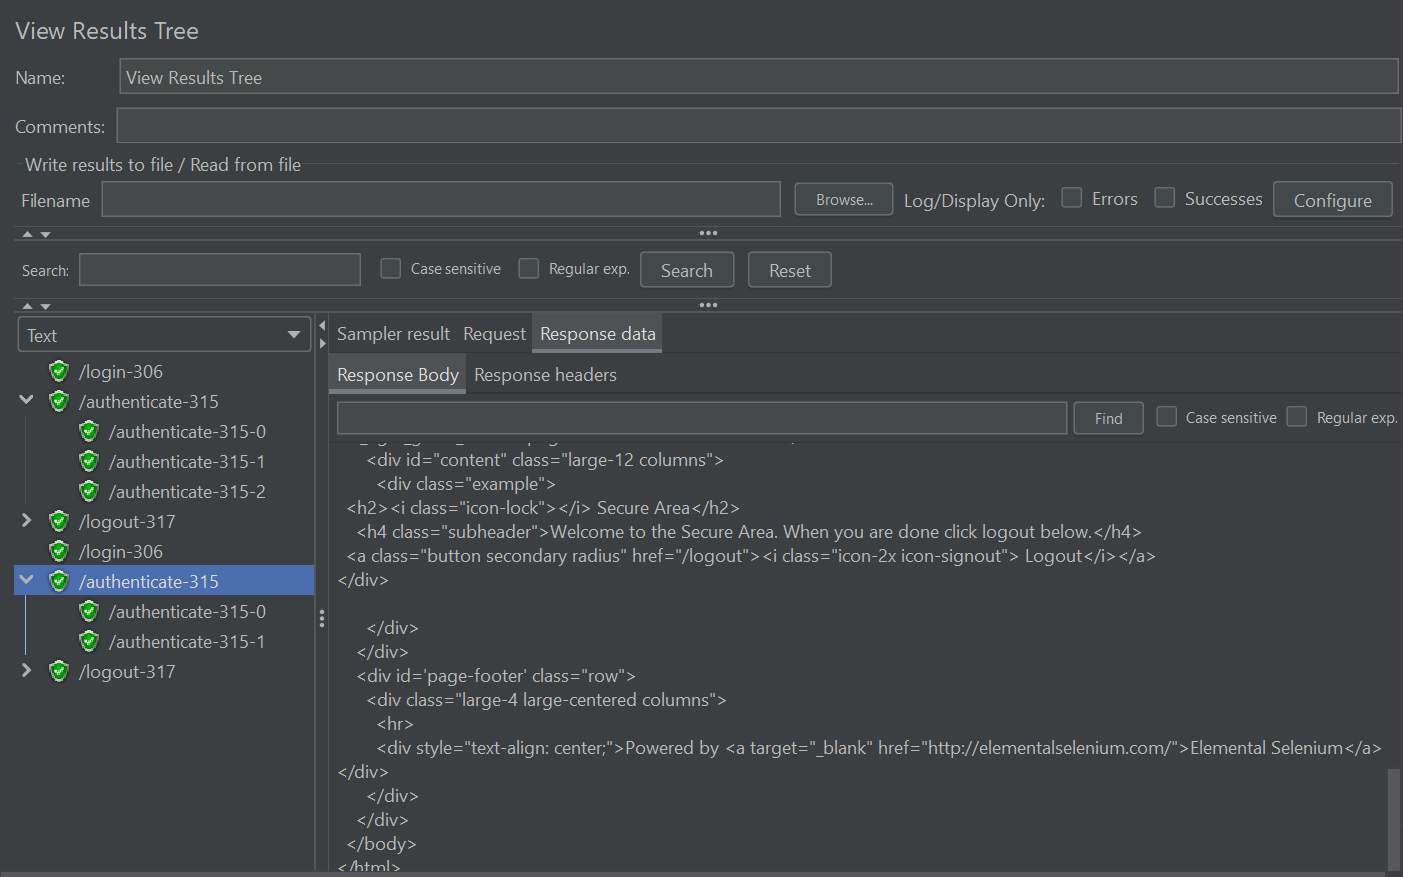 View Results Tree
Name: View Results Tree
Comments:
Write results to file / Read from file
Filename Browse... Log/Display Only: Errors Successes Configure
Search: Case sensitive Regular exp. Search Reset
Text
/login-306
/authenticate-315
/authenticate-315-0
/authenticate-315-1
/authenticate-315-2
/logout-317
/login-306
/authenticate-315
/authenticate-315-0
/authenticate-315-1
/logout-317
Sampler result Request Response data
Response Body Response headers
Find Case sensitive Regular exp.
<div id="content" class="large-12 columns">
<div class="example">
<h2><i class="icon-lock"></i> Secure Area</h2>
<h4 class="subheader">Welcome to the Secure Area. When you are done click logout below.</h4>
<a class="button secondary radius" href="/logout"><i class="icon-2x icon-signout"> Logout</i></a>
</div>
</div>
</div>
<div id='page-footer' class="row">
<div class="large-4 large-centered columns">
<hr>
<div style="text-align: center;">Powered by <a target="_blank" href="http://elementalselenium.com/">Elemental Selenium</a>
</div>
</div>
</div>
</body>
</html>